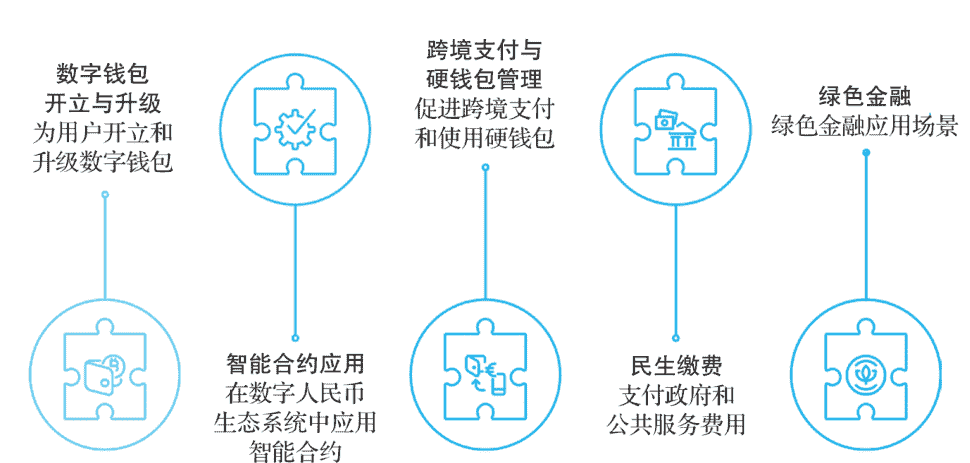 数字钱包
开立与升级
为用户开立和
升级数字钱包
智能合约应用
在数字人民币
生态系统中应用
智能合约
跨境支付与
硬钱包管理
促进跨境支付
和使用硬钱包
民生缴费
支付政府和
公共服务费用
绿色金融
绿色金融应用场景